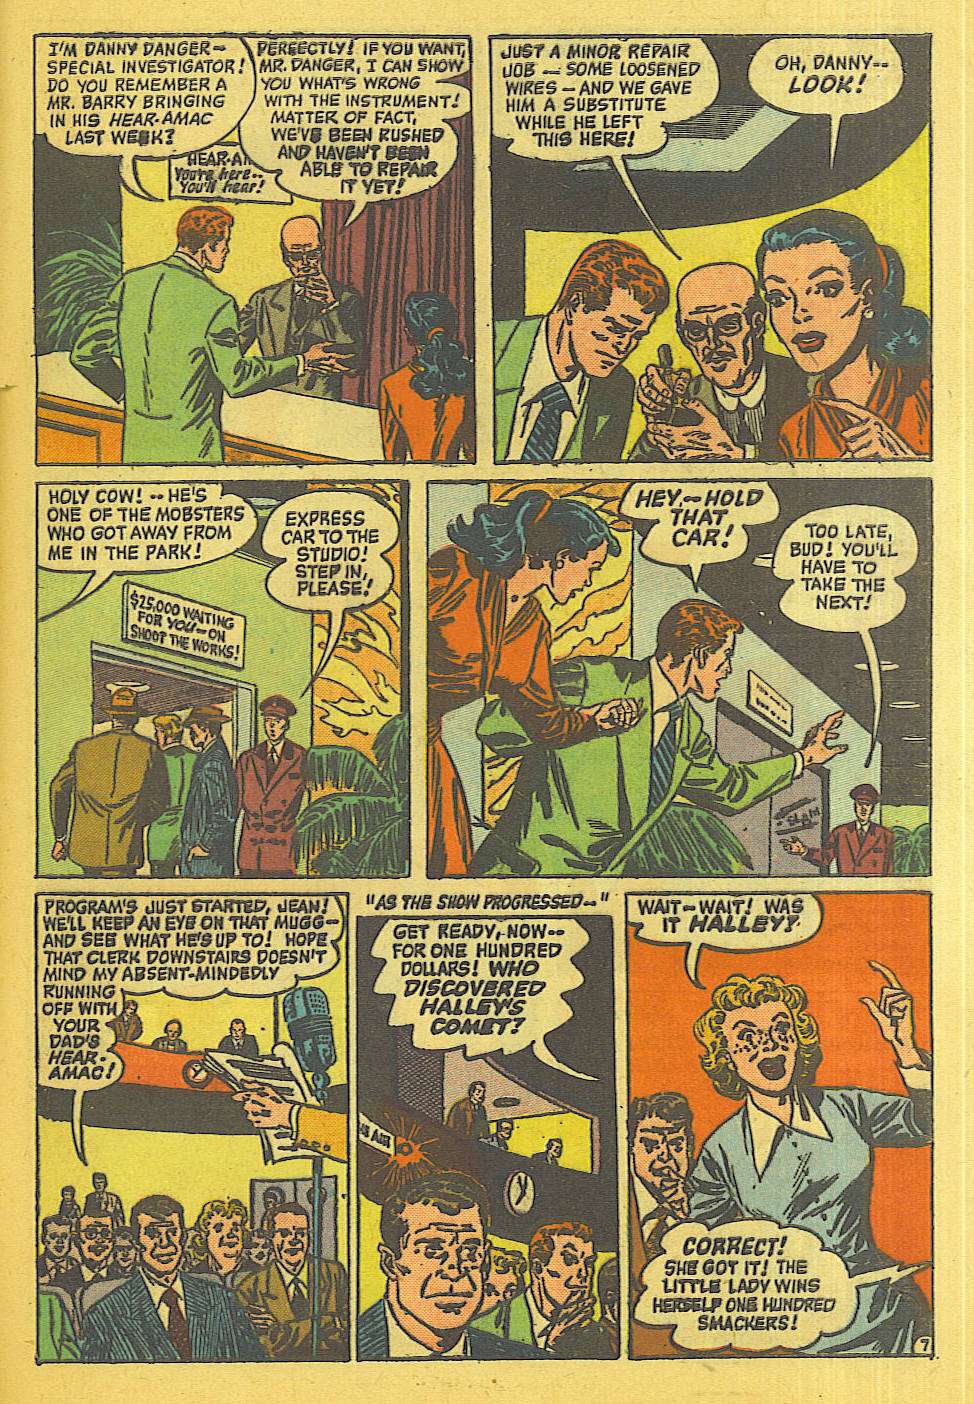 I'M DANNY DANGER--
SPECIAL INVESTIGATOR!
DO YOU REMEMBER A
MR. BARRY BRINGING
IN HIS HEAR-AMAC
LAST WEEK?
PERFECTLY! IF YOU WANT,
MR. DANGER, I CAN SHOW
YOU WHAT'S WRONG
WITH THE INSTRUMENT!
MATTER OF FACT,
WE'VE BEEN RUSHED
AND HAVEN'T BEEN
ABLE TO REPAIR
IT YET!
HEAR-A
You're here--
You'll hear!
JUST A MINOR REPAIR
JOB -- SOME LOOSENED
WIRES -- AND WE GAVE
HIM A SUBSTITUTE
WHILE HE LEFT
THIS HERE!
OH, DANNY--
LOOK!
HOLY COW! -- HE'S
ONE OF THE MOBSTERS
WHO GOT AWAY FROM
ME IN THE PARK!
EXPRESS
CAR TO THE
STUDIO!
STEP IN,
PLEASE!
$25,000 WAITING
FOR YOU--ON
SHOOT THE WORKS!
HEY,--HOLD
THAT
CAR!
TOO LATE,
BUD! YOU'LL
HAVE TO
TAKE THE
NEXT!
SLAM
PROGRAM'S JUST STARTED, JEAN!
WE'LL KEEP AN EYE ON THAT MUGG--
AND SEE WHAT HE'S UP TO! HOPE
THAT CLERK DOWNSTAIRS DOESN'T
MIND MY ABSENT-MINDEDLY
RUNNING
OFF WITH
YOUR
DAD'S
HEAR-
AMAC!
"AS THE SHOW PROGRESSED--"
GET READY, NOW--
FOR ONE HUNDRED
DOLLARS! WHO
DISCOVERED
HALLEY'S
COMET?
AIR
WAIT--WAIT! WAS
IT HALLEY?
CORRECT!
SHE GOT IT! THE
LITTLE LADY WINS
HERSELF ONE HUNDRED
SMACKERS!
7